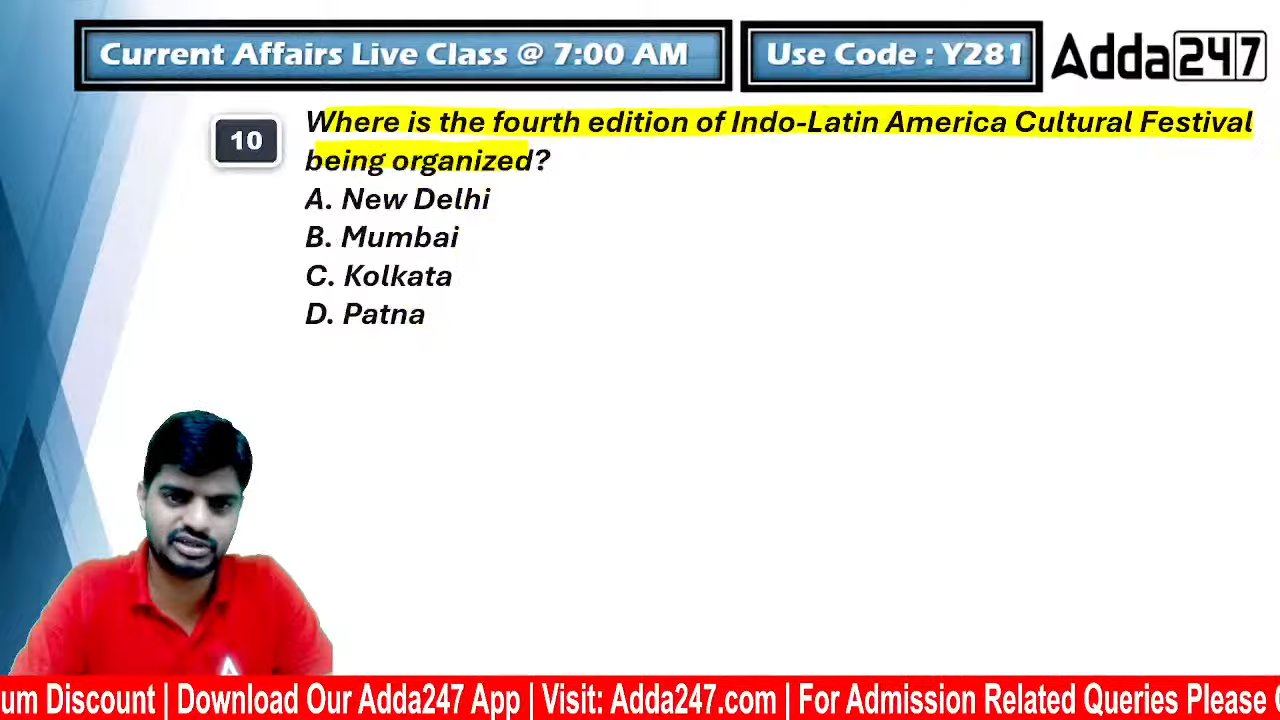 Current Affairs Live Class @ 7:00 AM
Use Code : Y281
Adda247
10
Where is the fourth edition of Indo-Latin America Cultural Festival
being organized?
A. New Delhi
B. Mumbai
C. Kolkata
D. Patna
um Discount | Download Our Adda247 App | Visit: Adda247.com | For Admission Related Queries Please